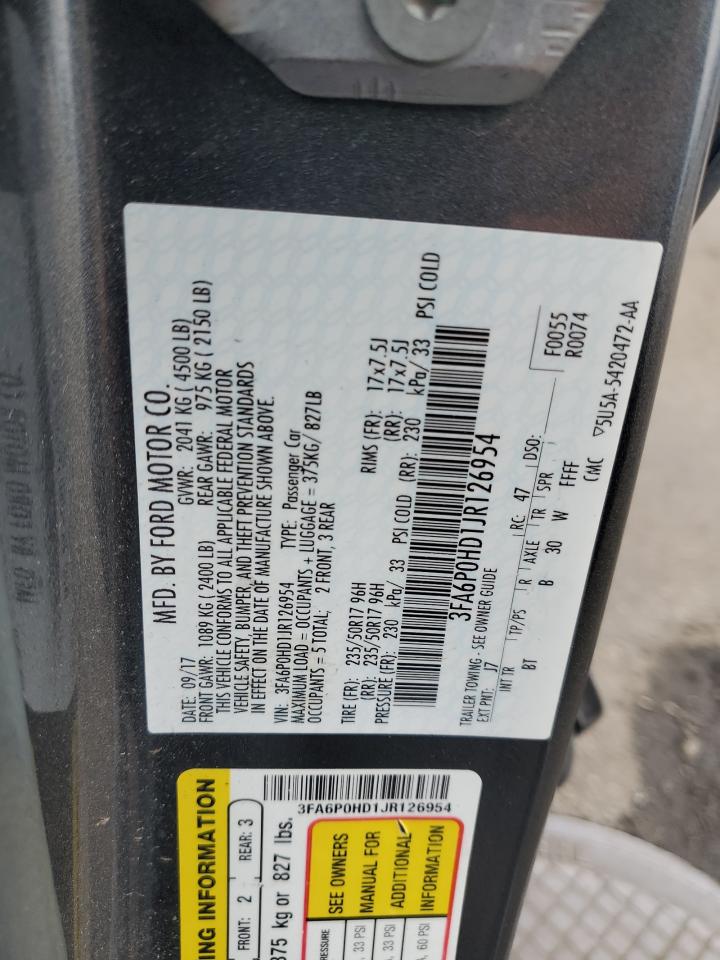 MFD. BY FORD MOTOR CO.
DATE: 09/17 GVWR: 2041 KG ( 4500 LB)
FRONT GAWR: 1089 KG (2400 LB) REAR GAWR: 975 KG ( 2150 LB)
THIS VEHICLE CONFORMS TO ALL APPLICABLE FEDERAL MOTOR
VEHICLE SAFETY, BUMPER, AND THEFT PREVENTION STANDARDS
IN EFFECT ON THE DATE OF MANUFACTURE SHOWN ABOVE.
VIN: 3FA6P0HD1JR126954 TYPE: Passenger Car
MAXIMUM LOAD = OCCUPANTS + LUGGAGE = 375KG/ 827LB
OCCUPANTS = 5 TOTAL; 2 FRONT, 3 REAR
TIRE (FR): 235/50R17 96H RIMS (FR): 17x7.5J
(RR): 235/50R17 96H (RR): 17x7.5J
PRESSURE (FR): 230 kPa/ 33 PSI COLD (RR): 230 kPa/ 33 PSI COLD
3FA6P0HD1JR126954
TRAILER TOWING - SEE OWNER GUIDE F0055
EXT PNT: J7 RC: 47 DSO: R0074
INT TR TP/PS R AXLE TR SPR
BT B 30 W FFFF
CMC ▽5U5A-5420472-AA
ING INFORMATION
FRONT: 2 REAR: 3
375 kg or 827 lbs.
3FA6P0HD1JR126954
PRESSURE
33 PSI
33 PSI
60 PSI
SEE OWNERS
MANUAL FOR
ADDITIONAL
INFORMATION